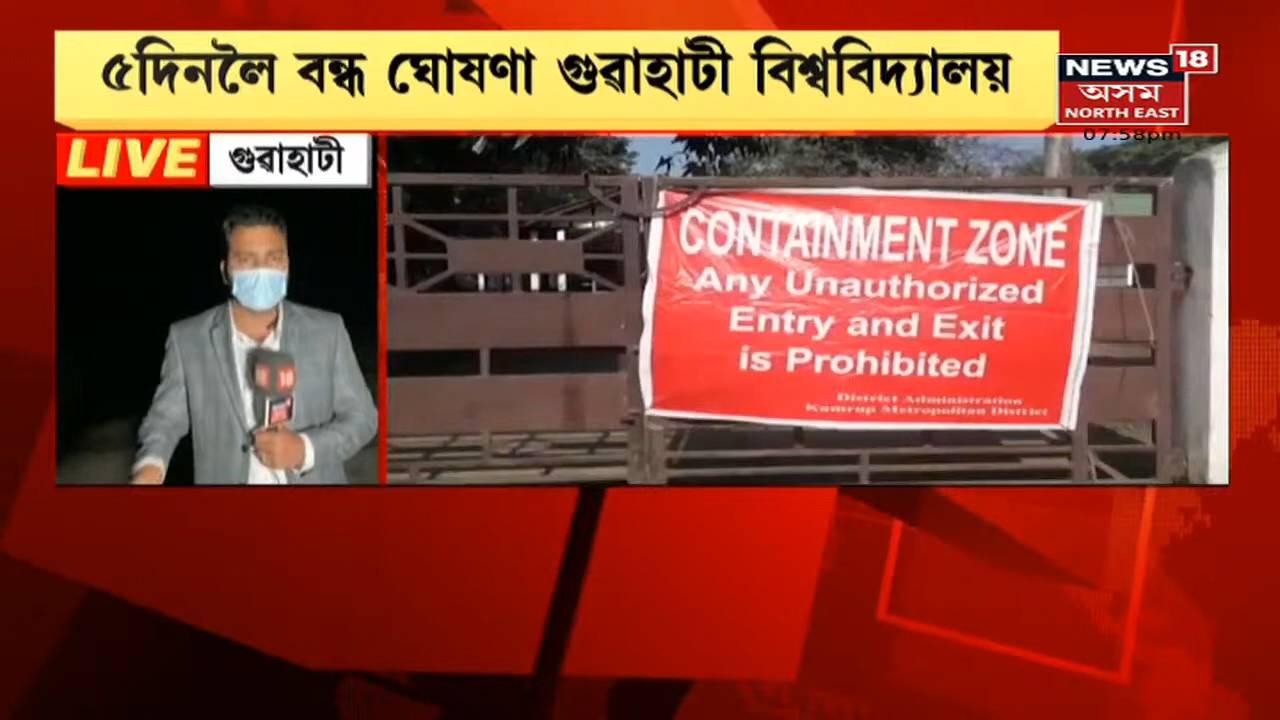 ৫দিনলৈ বন্ধ ঘোষণা গুৱাহাটী বিশ্ববিদ্যালয়
NEWS 18
অসম
NORTH EAST
07:58pm
LIVE গুৱাহাটী
CONTAINMENT ZONE
Any Unauthorized
Entry and Exit
is Prohibited
District Administration
Kamrup Metropolitan District
18